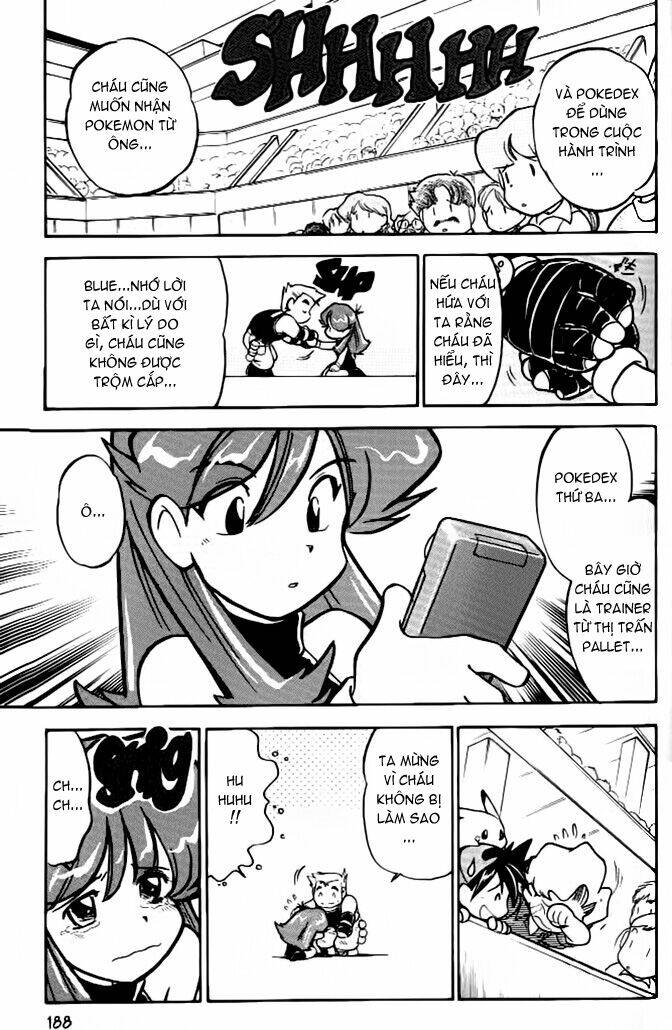 SHHHHH
VÀ POKEDEX
ĐỂ DÙNG
TRONG CUỘC
HÀNH TRÌNH
...
CHÁU CŨNG
MUỐN NHẬN
POKEMON TỪ
ÔNG...
NẾU CHÁU
HỨA VỚI
TA RẰNG
CHÁU ĐÃ
HIỂU, THÌ
ĐÂY...
BLUE...NHỚ LỜI
TA NÓI...DÙ VỚI
BẤT KÌ LÝ DO
GÌ, CHÁU CŨNG
KHÔNG ĐƯỢC
TRỘM CẮP...
POKEDEX
THỨ BA...
BÂY GIỜ
CHÁU CŨNG
LÀ TRAINER
TỪ THỊ TRẤN
PALLET...
Ô...
TA MỪNG
VÌ CHÁU
KHÔNG BỊ
LÀM SAO
...
HU
HUHU
!!
SNIG
CH...
CH...
188